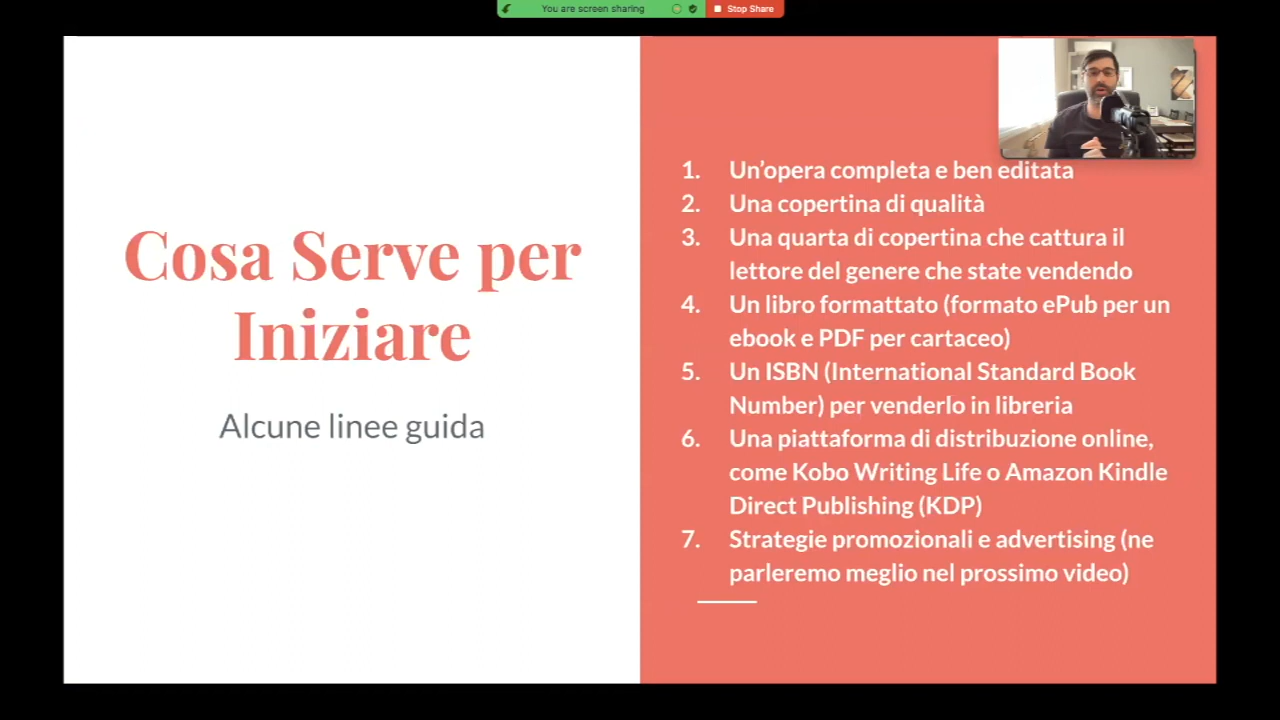 You are screen sharing
Stop Share
Cosa Serve per
Iniziare
Alcune linee guida
1. Un’opera completa e ben editata
2. Una copertina di qualità
3. Una quarta di copertina che cattura il
lettore del genere che state vendendo
4. Un libro formattato (formato ePub per un
ebook e PDF per cartaceo)
5. Un ISBN (International Standard Book
Number) per venderlo in libreria
6. Una piattaforma di distribuzione online,
come Kobo Writing Life o Amazon Kindle
Direct Publishing (KDP)
7. Strategie promozionali e advertising (ne
parleremo meglio nel prossimo video)